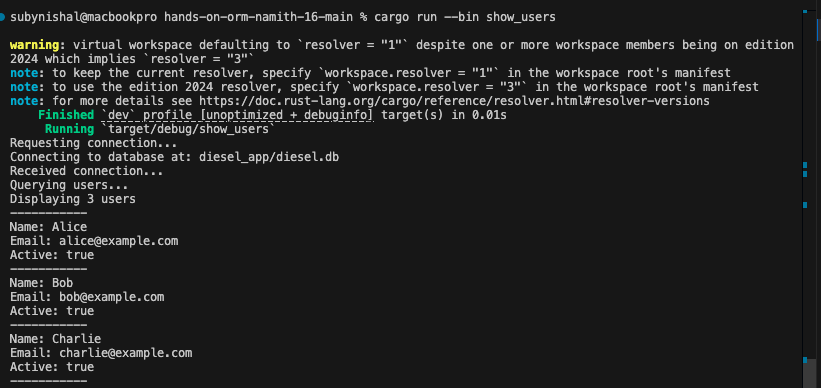 subynishal@macbookpro hands-on-orm-namith-16-main % cargo run --bin show_users
warning: virtual workspace defaulting to `resolver = "1"` despite one or more workspace members being on edition
2024 which implies `resolver = "3"`
note: to keep the current resolver, specify `workspace.resolver = "1"` in the workspace root's manifest
note: to use the edition 2024 resolver, specify `workspace.resolver = "3"` in the workspace root's manifest
note: for more details see https://doc.rust-lang.org/cargo/reference/resolver.html#resolver-versions
Finished `dev` profile [unoptimized + debuginfo] target(s) in 0.01s
Running `target/debug/show_users`
Requesting connection...
Connecting to database at: diesel_app/diesel.db
Received connection...
Querying users...
Displaying 3 users
-----------
Name: Alice
Email: alice@example.com
Active: true
-----------
Name: Bob
Email: bob@example.com
Active: true
-----------
Name: Charlie
Email: charlie@example.com
Active: true
-----------